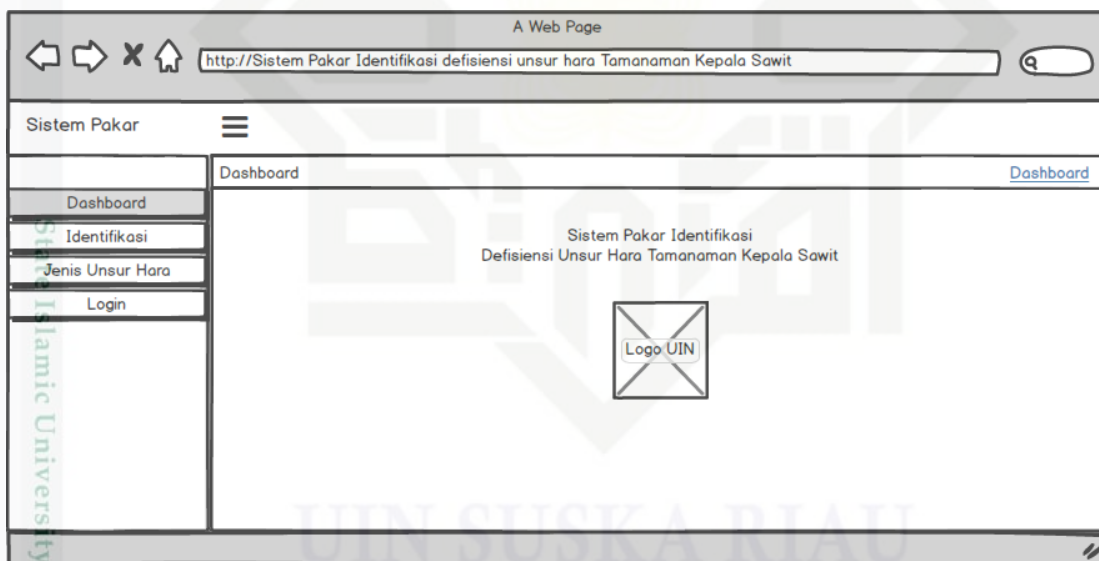 A Web Page
http://Sistem Pakar Identifikasi defisiensi unsur hara Tamanaman Kepala Sawit
Sistem Pakar
Dashboard
Dashboard
Dashboard
Identifikasi
Jenis Unsur Hara
Login
Sistem Pakar Identifikasi
Defisiensi Unsur Hara Tamanaman Kepala Sawit
Logo UIN
State Islamic University
UIN SUSKA RIAU